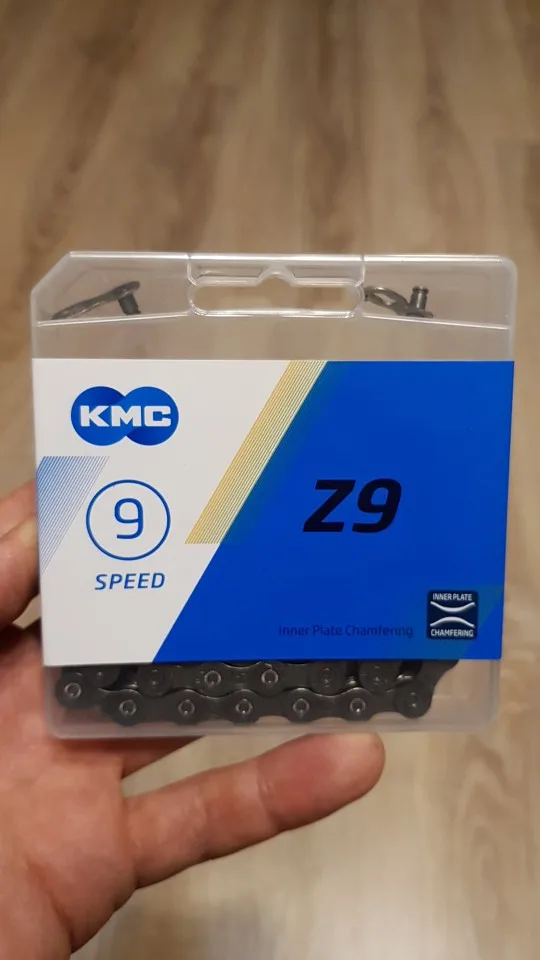 KMC
9
SPEED
Z9
Inner Plate Chamfering
INNER PLATE
CHAMFERING